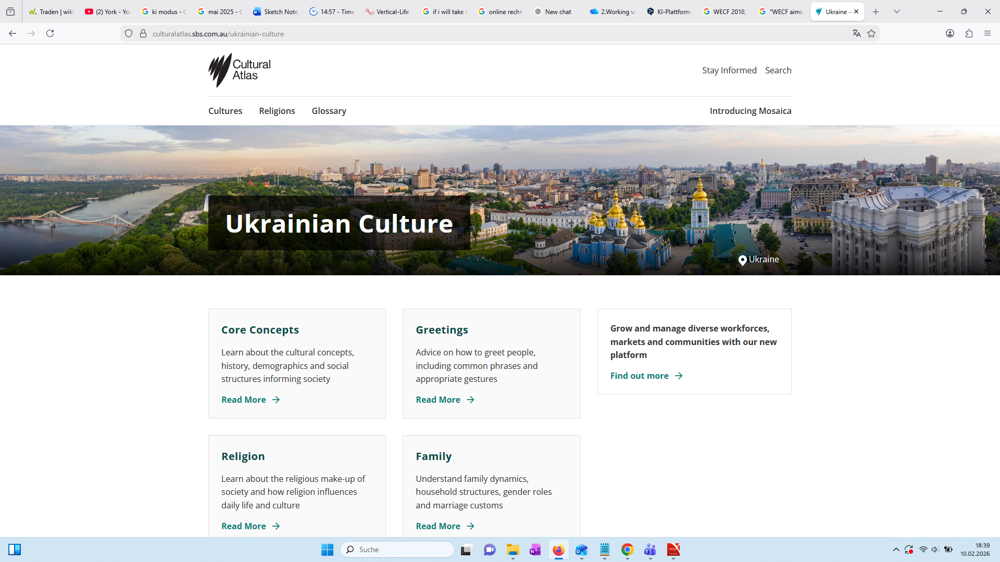 Traden | wiki
(2) York - Yo
ki modus - G
mai 2025 - G
Sketch Note
14:57 - Time
Vertical-Life
if i will take
online rechn
New chat
2.Working ve
KI-Plattform
WECF 2018,
"WECF aims
Ukraine —
culturalatlas.sbs.com.au/ukrainian-culture
Cultural
Atlas
Stay Informed
Search
Cultures
Religions
Glossary
Introducing Mosaica
Ukrainian Culture
Ukraine
Core Concepts
Learn about the cultural concepts,
history, demographics and social
structures informing society
Read More
Greetings
Advice on how to greet people,
including common phrases and
appropriate gestures
Read More
Grow and manage diverse workforces,
markets and communities with our new
platform
Find out more
Religion
Learn about the religious make-up of
society and how religion influences
daily life and culture
Read More
Family
Understand family dynamics,
household structures, gender roles
and marriage customs
Read More
Suche
18:39
10.02.2026